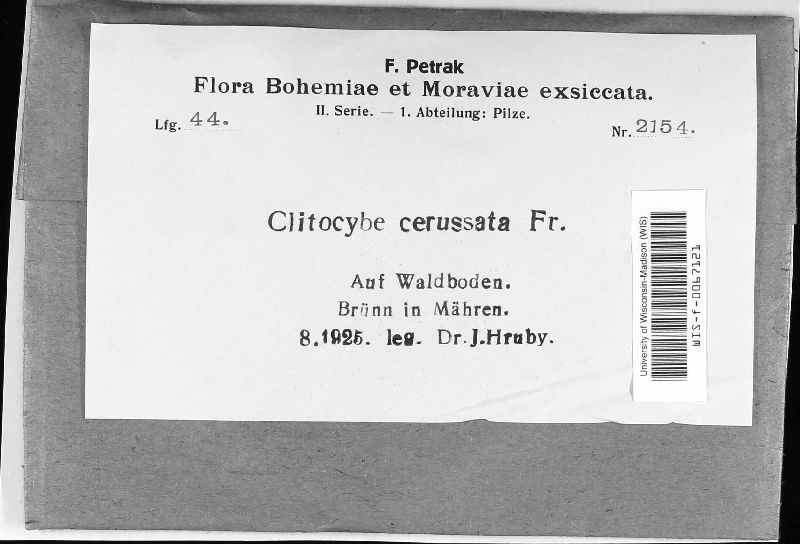 F. Petrak
Flora Bohemiae et Moraviae exsiccata.
II. Serie. — 1. Abteilung: Pilze.
Lfg. 44.
Nr. 2154.
Clitocybe cerussata Fr.
Auf Waldboden.
Brünn in Mähren.
8.1925. leg. Dr.J.Hruby.
University of Wisconsin-Madison (WIS)
WIS-f-0067121